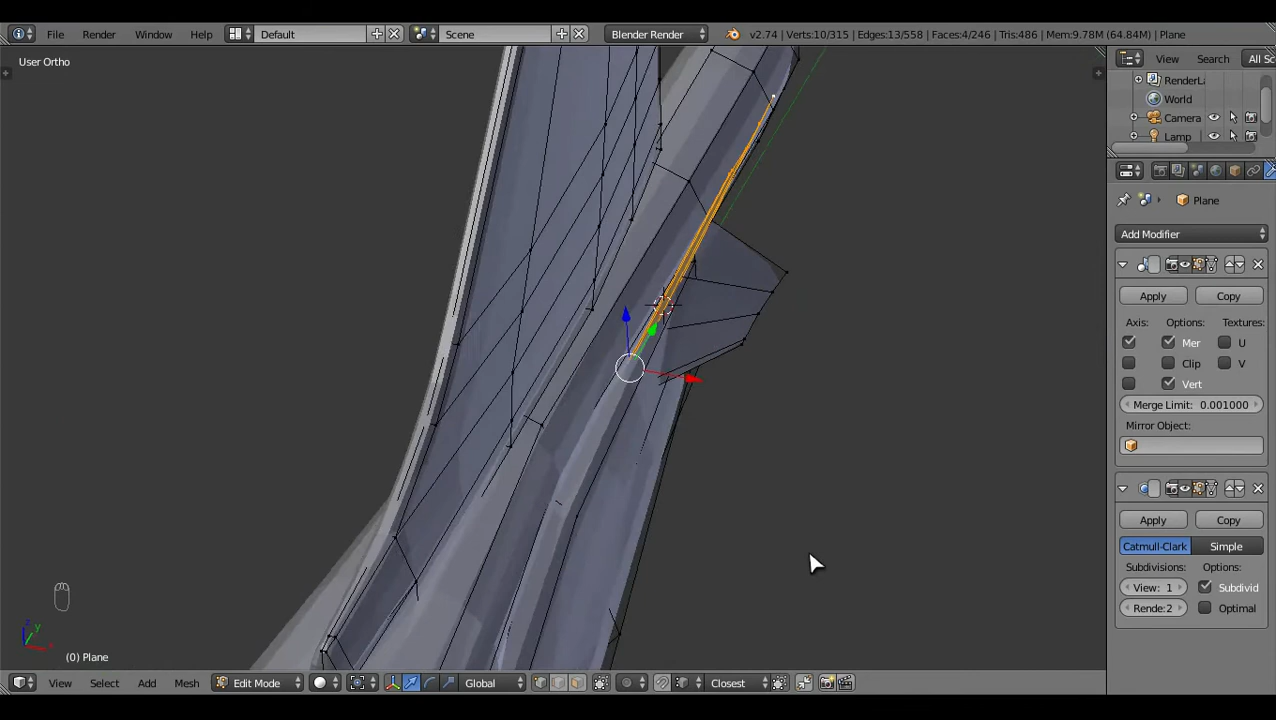 File Render Window Help Default Scene Blender Render v2.74 | Verts:10/315 | Edges:13/558 | Faces:4/246 | Tris:486 | Mem:9.78M (64.84M) | Plane
User Ortho
View Search All Sc
RenderLa
World
Camera
Lamp
Plane
Add Modifier
Apply Copy
Axis: Options: Textures:
Mer U
Clip V
Vert
Merge Limit: 0.001000
Mirror Object:
Apply Copy
Catmull-Clark Simple
Subdivisions: Options:
View: 1 Subdivid
Rende:2 Optimal
z y x
(0) Plane
View Select Add Mesh Edit Mode Global Closest